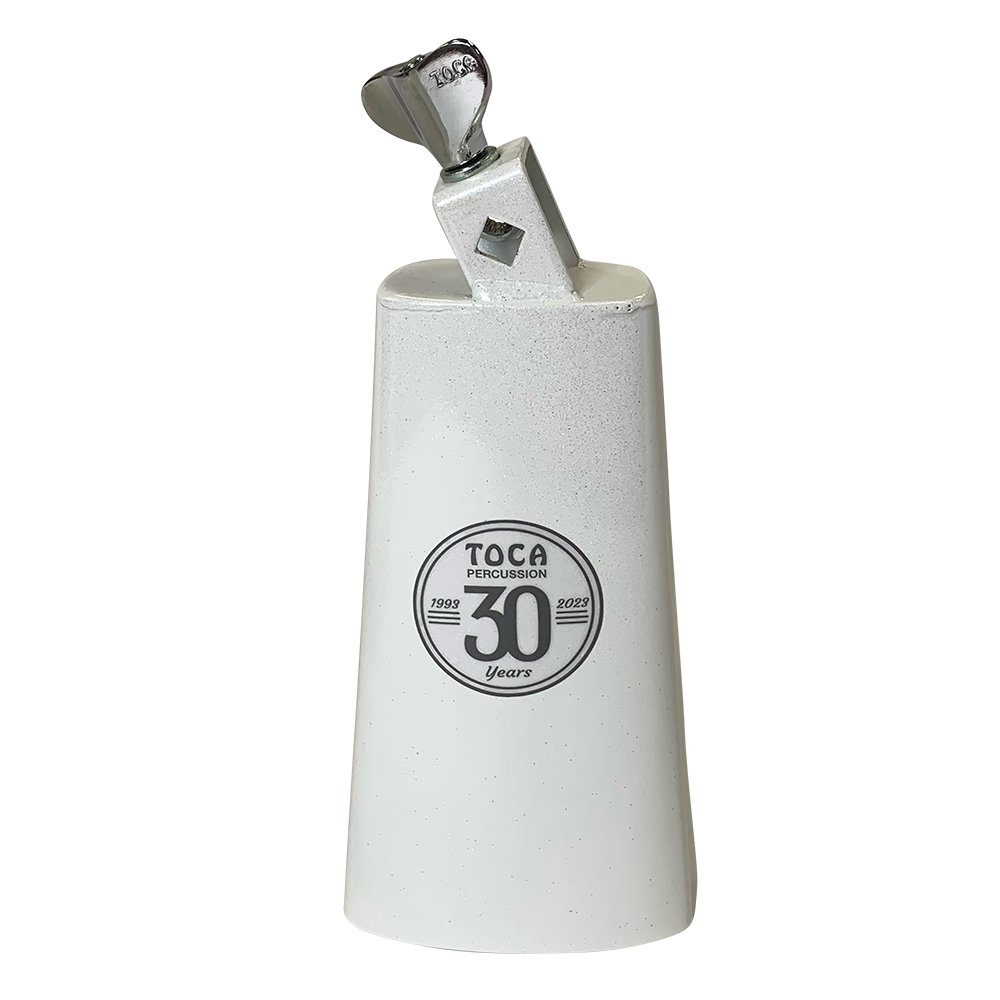 TOCA
TOCA
PERCUSSION
1993 30 2023
Years